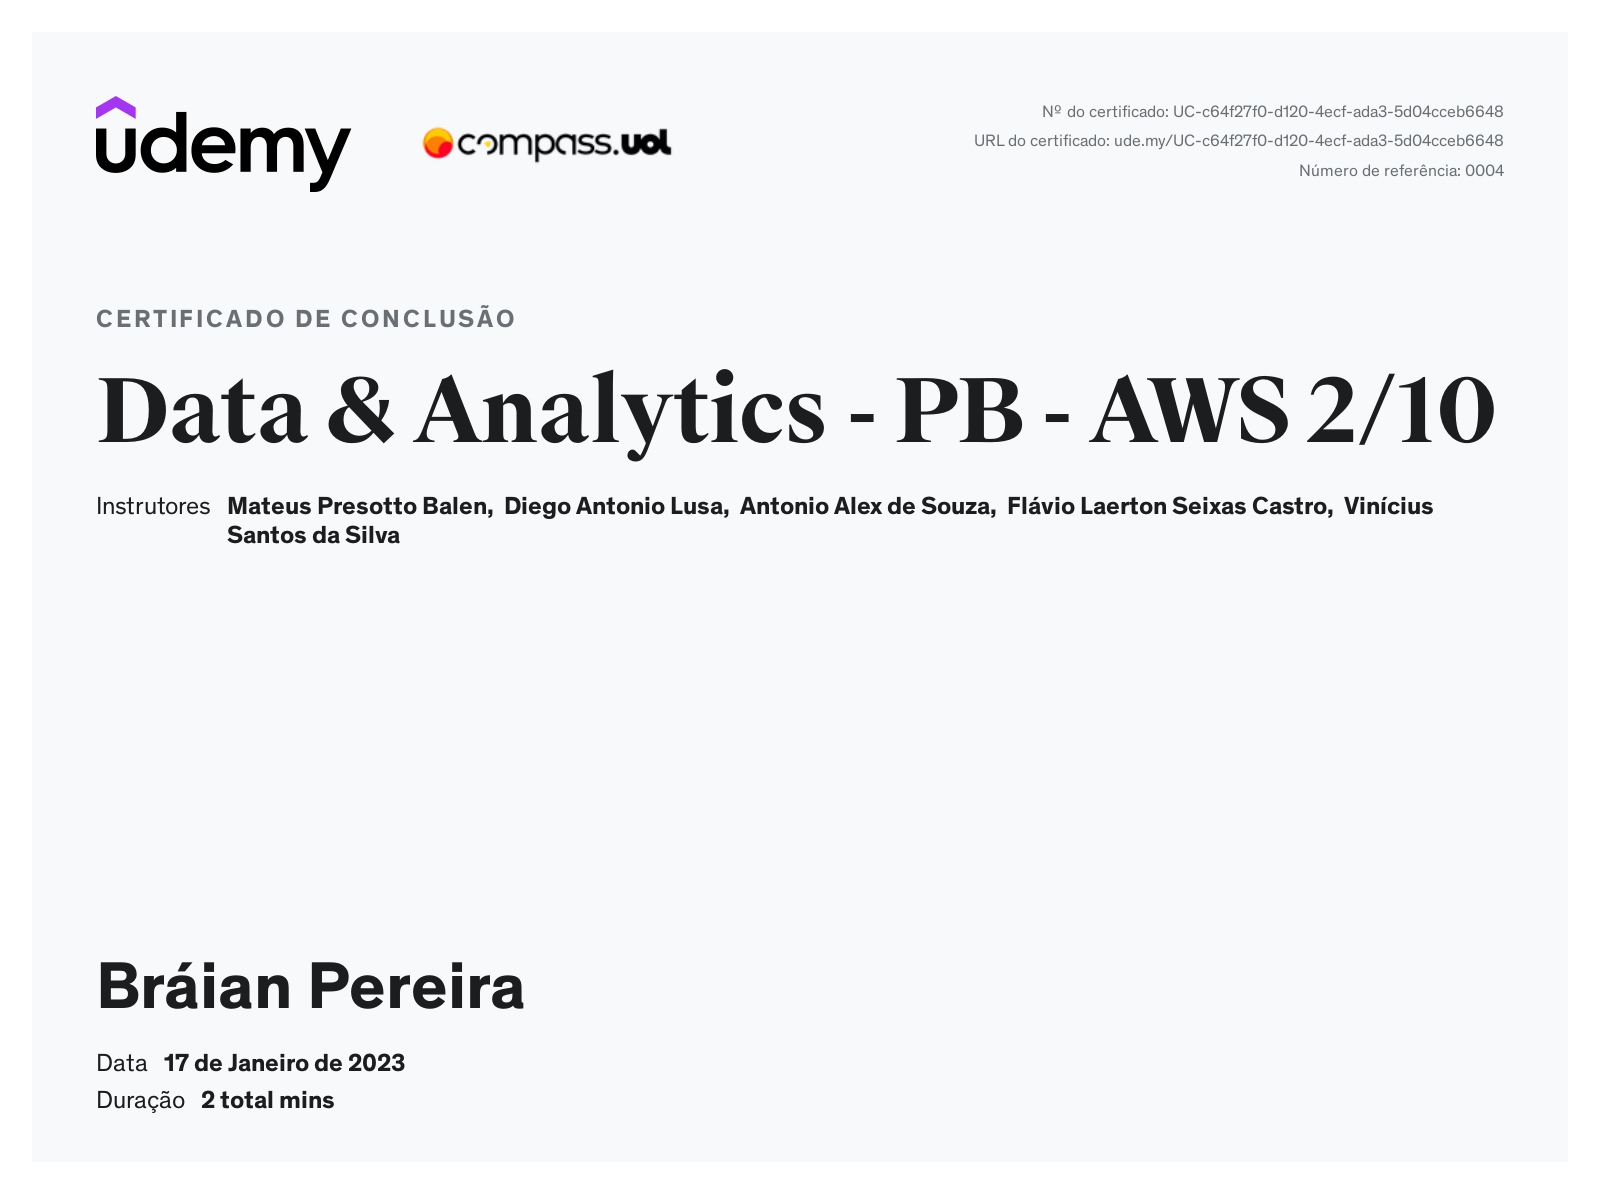 udemy
compass.uol
Nº do certificado: UC-c64f27f0-d120-4ecf-ada3-5d04cceb6648
URL do certificado: ude.my/UC-c64f27f0-d120-4ecf-ada3-5d04cceb6648
Número de referência: 0004
CERTIFICADO DE CONCLUSÃO
Data & Analytics - PB - AWS 2/10
Instrutores Mateus Presotto Balen, Diego Antonio Lusa, Antonio Alex de Souza, Flávio Laerton Seixas Castro, Vinícius
Santos da Silva
Bráian Pereira
Data 17 de Janeiro de 2023
Duração 2 total mins